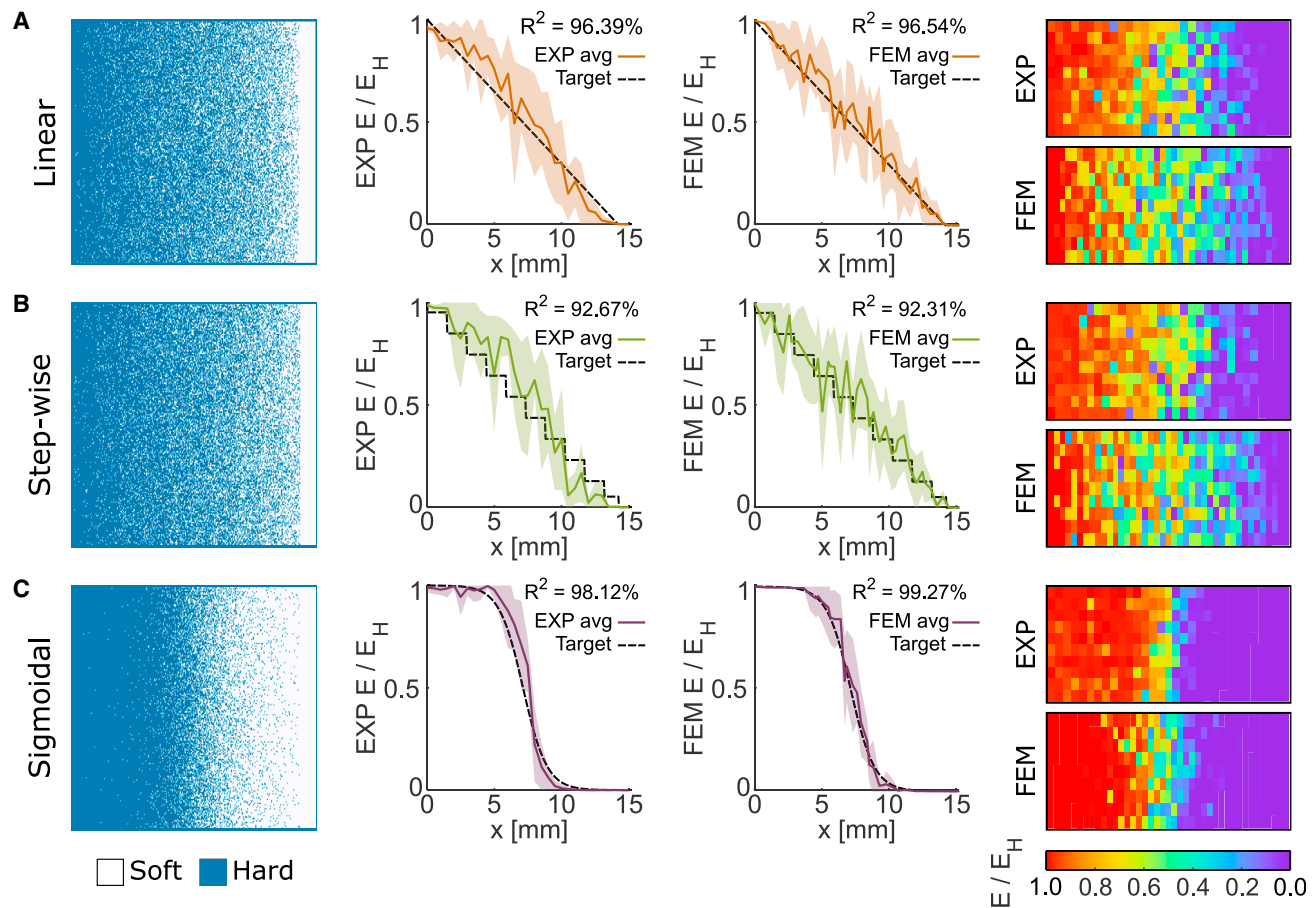 A
Linear
EXP E / E_H
1
0.5
0
0 5 10 15
x [mm]
R² = 96.39%
EXP avg
Target
FEM E / E_H
1
0.5
0
0 5 10 15
x [mm]
R² = 96.54%
FEM avg
Target
EXP
FEM
B
Step-wise
EXP E / E_H
1
0.5
0
0 5 10 15
x [mm]
R² = 92.67%
EXP avg
Target
FEM E / E_H
1
0.5
0
0 5 10 15
x [mm]
R² = 92.31%
FEM avg
Target
EXP
FEM
C
Sigmoidal
EXP E / E_H
1
0.5
0
0 5 10 15
x [mm]
R² = 98.12%
EXP avg
Target
FEM E / E_H
1
0.5
0
0 5 10 15
x [mm]
R² = 99.27%
FEM avg
Target
EXP
FEM
Soft Hard
E / E_H
1.0 0.8 0.6 0.4 0.2 0.0